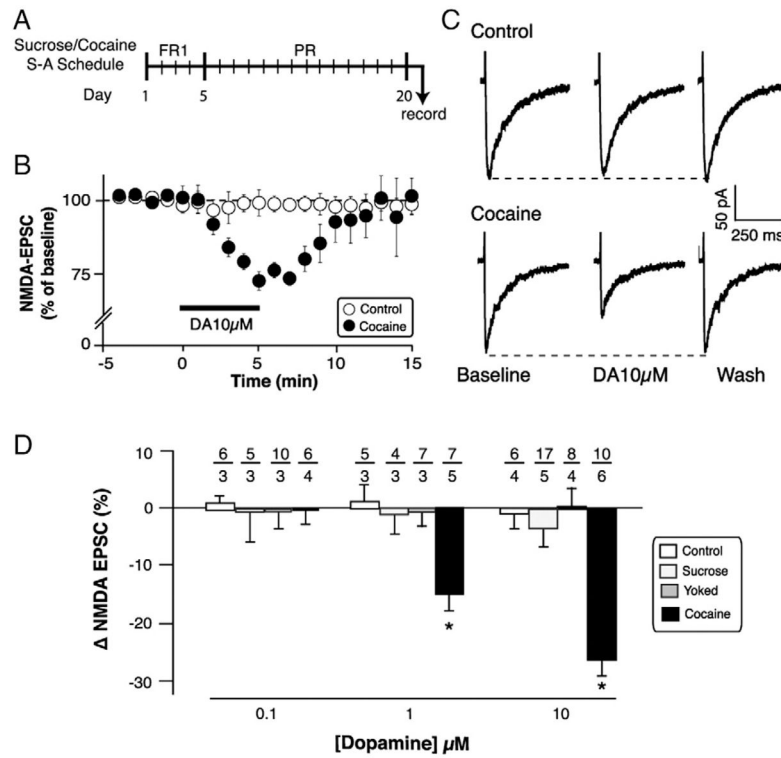 A
Sucrose/Cocaine
S-A Schedule
FR1
PR
Day
1
5
20
record
B
NMDA-EPSC
(% of baseline)
100
75
0
DA10µM
Control
Cocaine
-5
0
5
10
15
Time (min)
C
Control
Cocaine
50 pA
250 ms
Baseline
DA10µM
Wash
D
Δ NMDA EPSC (%)
10
0
-10
-20
-30
6 5 10 6
3 3 3 4
5 4 7 7
3 3 3 5
6 17 8 10
4 5 4 6
*
*
Control
Sucrose
Yoked
Cocaine
0.1
1
10
[Dopamine] µM